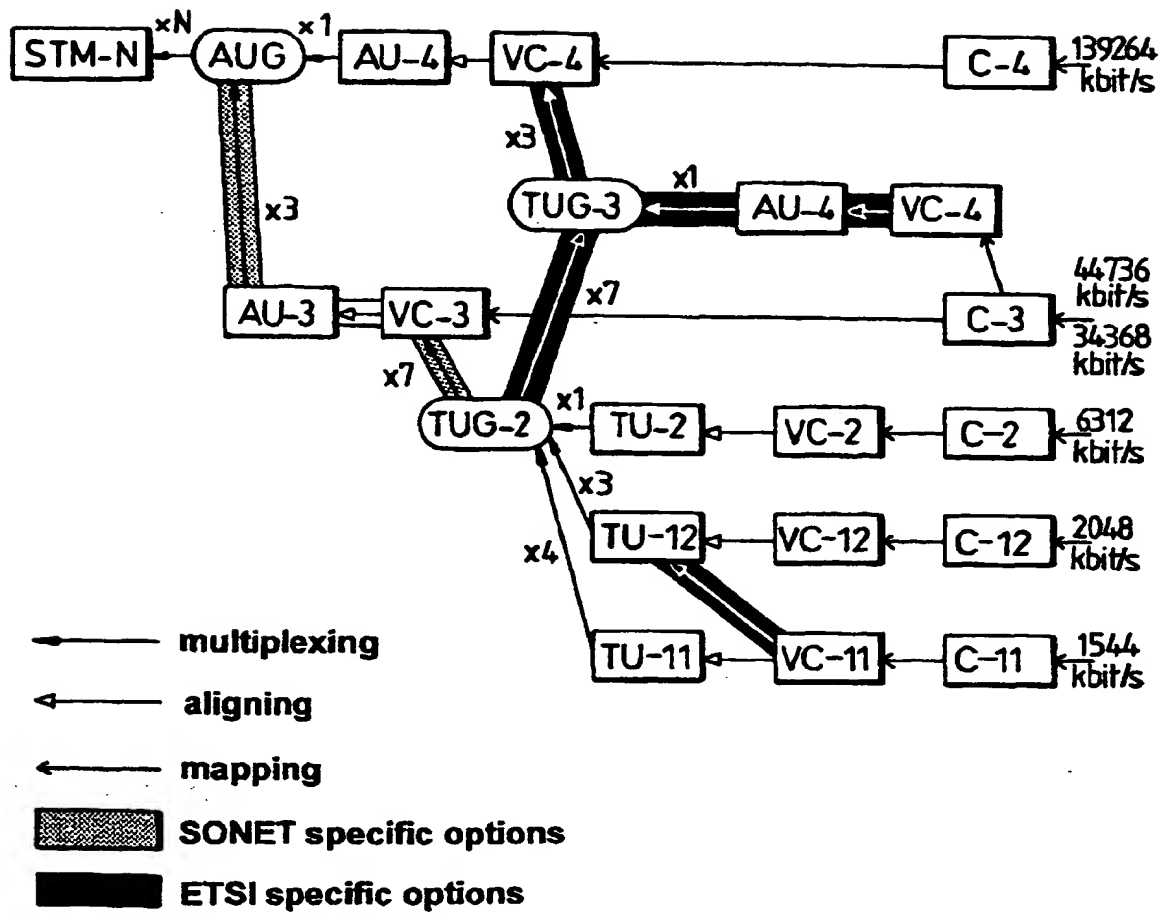 STM-N
xN
AUG
x1
AU-4
VC-4
C-4
139264
kbit/s
x3
TUG-3
x1
AU-4
VC-4
x3
x7
44736
kbit/s
AU-3
VC-3
C-3
34368
kbit/s
x7
TUG-2
x1
TU-2
VC-2
C-2
6312
kbit/s
x3
TU-12
VC-12
C-12
2048
kbit/s
x4
TU-11
VC-11
C-11
1544
kbit/s
multiplexing
aligning
mapping
SONET specific options
ETSI specific options